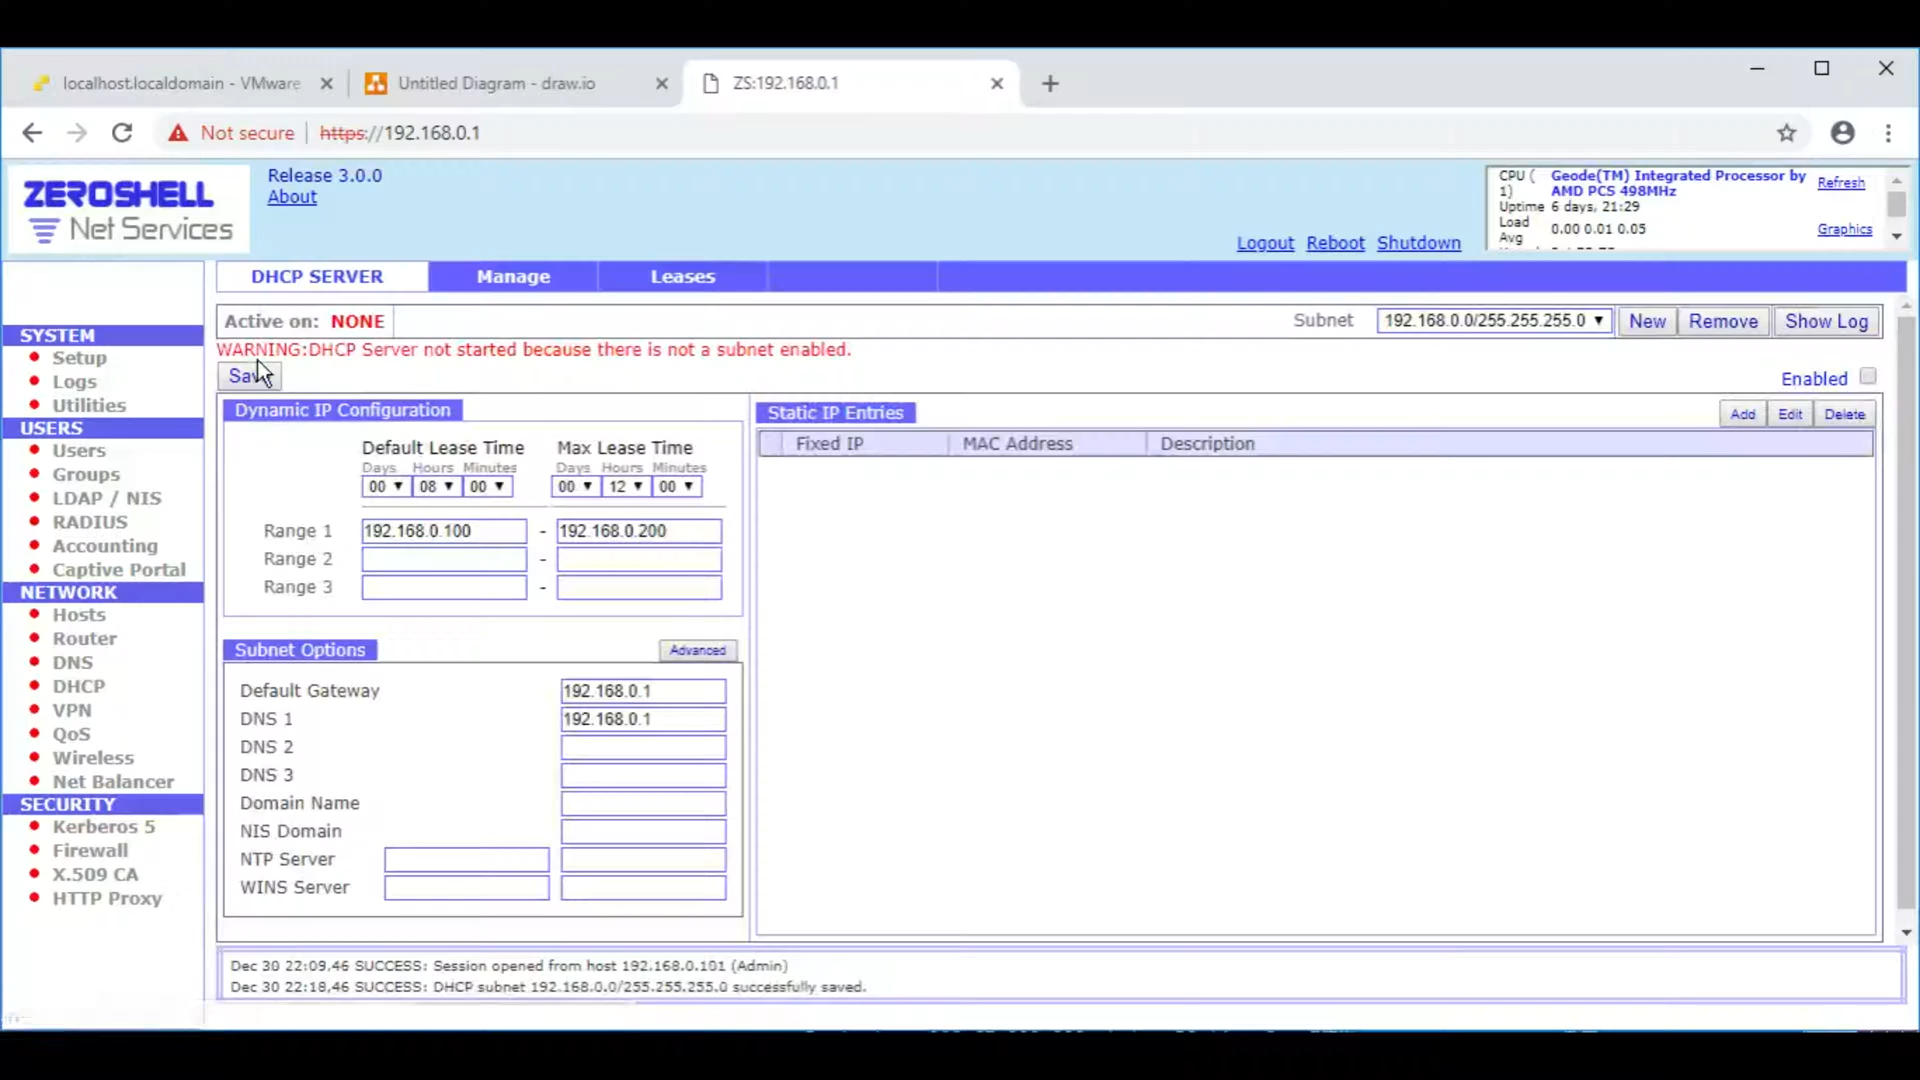 localhost.localdomain - VMware
Untitled Diagram - draw.io
ZS:192.168.0.1
Not secure
https://192.168.0.1
ZEROSHELL
Net Services
Release 3.0.0
About
Logout Reboot Shutdown
CPU ( 1) Geode(TM) Integrated Processor by AMD PCS 498MHz
Refresh
Uptime 6 days, 21:29
Load Avg 0.00 0.01 0.05
Graphics
DHCP SERVER Manage Leases
Active on: NONE
Subnet 192.168.0.0/255.255.255.0 New Remove Show Log
WARNING:DHCP Server not started because there is not a subnet enabled.
Enabled
SYSTEM
Setup
Logs
Utilities
USERS
Users
Groups
LDAP / NIS
RADIUS
Accounting
Captive Portal
NETWORK
Hosts
Router
DNS
DHCP
VPN
QoS
Wireless
Net Balancer
SECURITY
Kerberos 5
Firewall
X.509 CA
HTTP Proxy
Dynamic IP Configuration
Default Lease Time Max Lease Time
Days Hours Minutes Days Hours Minutes
00 08 00 00 12 00
Range 1 192.168.0.100 - 192.168.0.200
Range 2 -
Range 3 -
Subnet Options Advanced
Default Gateway 192.168.0.1
DNS 1 192.168.0.1
DNS 2
DNS 3
Domain Name
NIS Domain
NTP Server
WINS Server
Static IP Entries Add Edit Delete
Fixed IP MAC Address Description
Dec 30 22:09,46 SUCCESS: Session opened from host 192.168.0.101 (Admin)
Dec 30 22:18,46 SUCCESS: DHCP subnet 192.168.0.0/255.255.255.0 successfully saved.